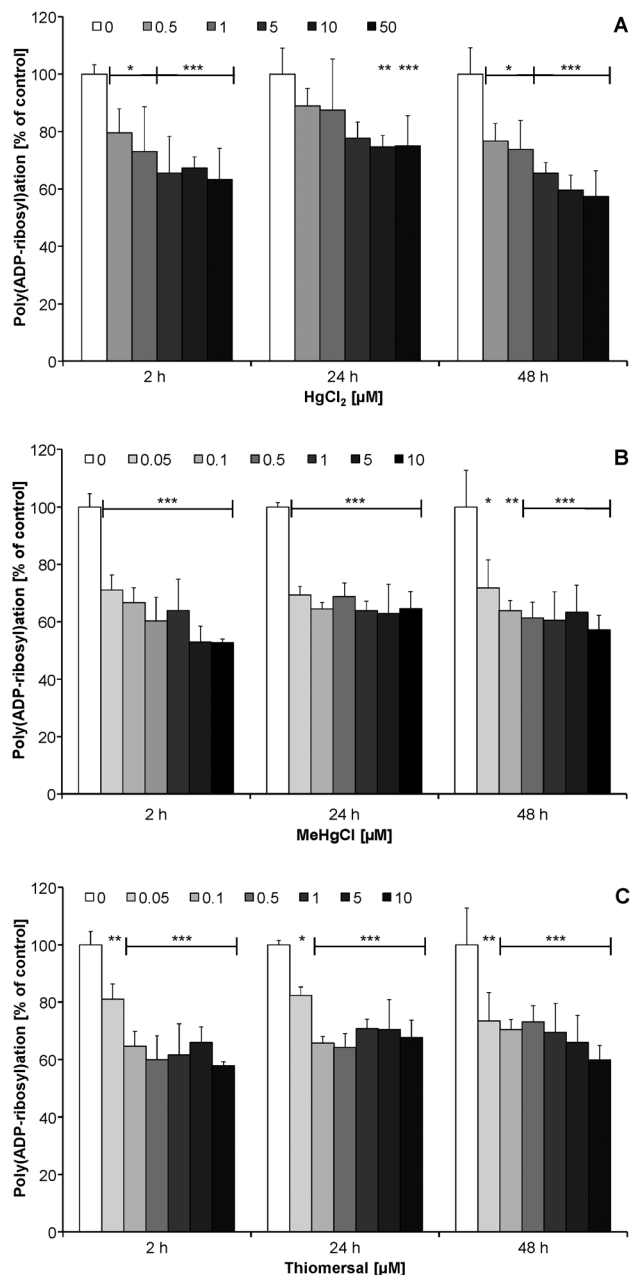 A
0 0.5 1 5 10 50
120
100
80
60
40
20
0
* *** ** *** * ***
Poly(ADP-ribosyl)ation [% of control]
2 h 24 h 48 h
HgCl₂ [µM]
B
0 0.05 0.1 0.5 1 5 10
120
100
80
60
40
20
0
*** *** * ** ***
Poly(ADP-ribosyl)ation [% of control]
2 h 24 h 48 h
MeHgCl [µM]
C
0 0.05 0.1 0.5 1 5 10
120
100
80
60
40
20
0
** *** * *** ** ***
Poly(ADP-ribosyl)ation [% of control]
2 h 24 h 48 h
Thiomersal [µM]